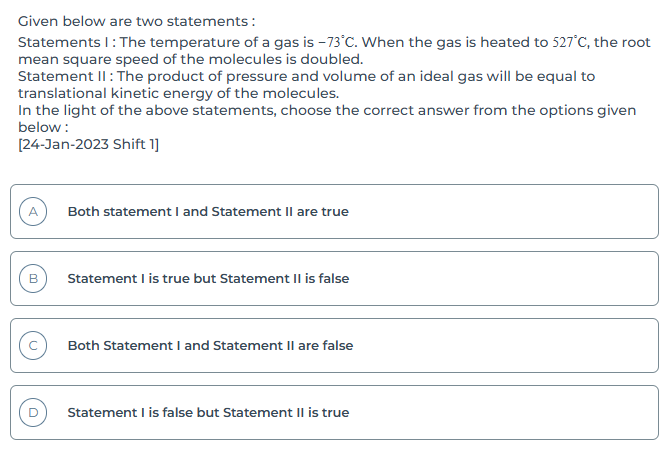 Given below are two statements :
Statements I : The temperature of a gas is −73°C. When the gas is heated to 527°C, the root
mean square speed of the molecules is doubled.
Statement II : The product of pressure and volume of an ideal gas will be equal to
translational kinetic energy of the molecules.
In the light of the above statements, choose the correct answer from the options given
below :
[24-Jan-2023 Shift 1]
A Both statement I and Statement II are true
B Statement I is true but Statement II is false
C Both Statement I and Statement II are false
D Statement I is false but Statement II is true